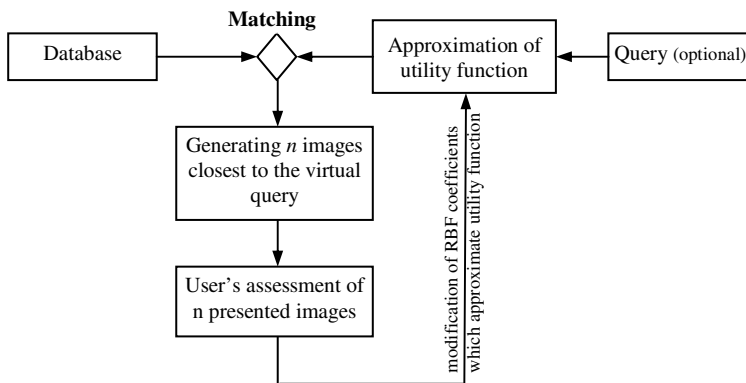 Matching
Database
Approximation of
utility function
Query (optional)
Generating n images
closest to the virtual
query
User's assessment of
n presented images
modification of RBF coefficients
which approximate utility function